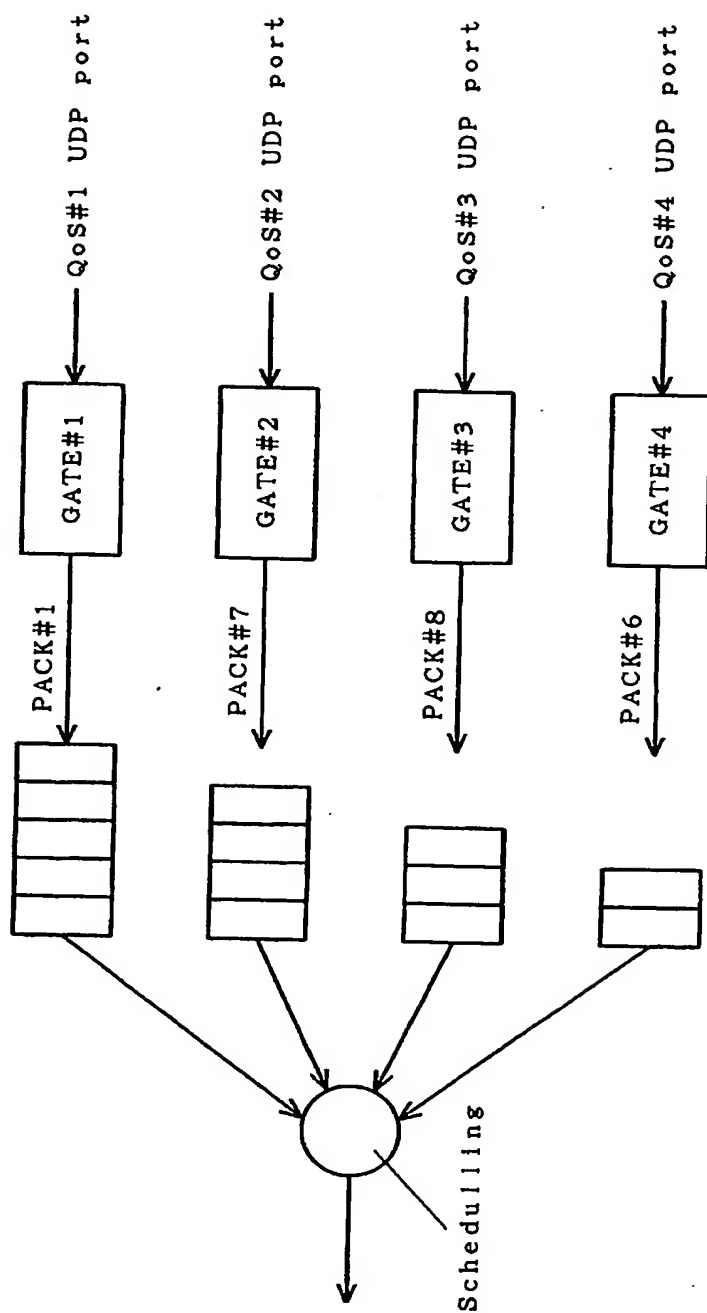 QoS#1 UDP port
QoS#2 UDP port
QoS#3 UDP port
QoS#4 UDP port
GATE#1
GATE#2
GATE#3
GATE#4
PACK#1
PACK#7
PACK#8
PACK#6
Schedulling